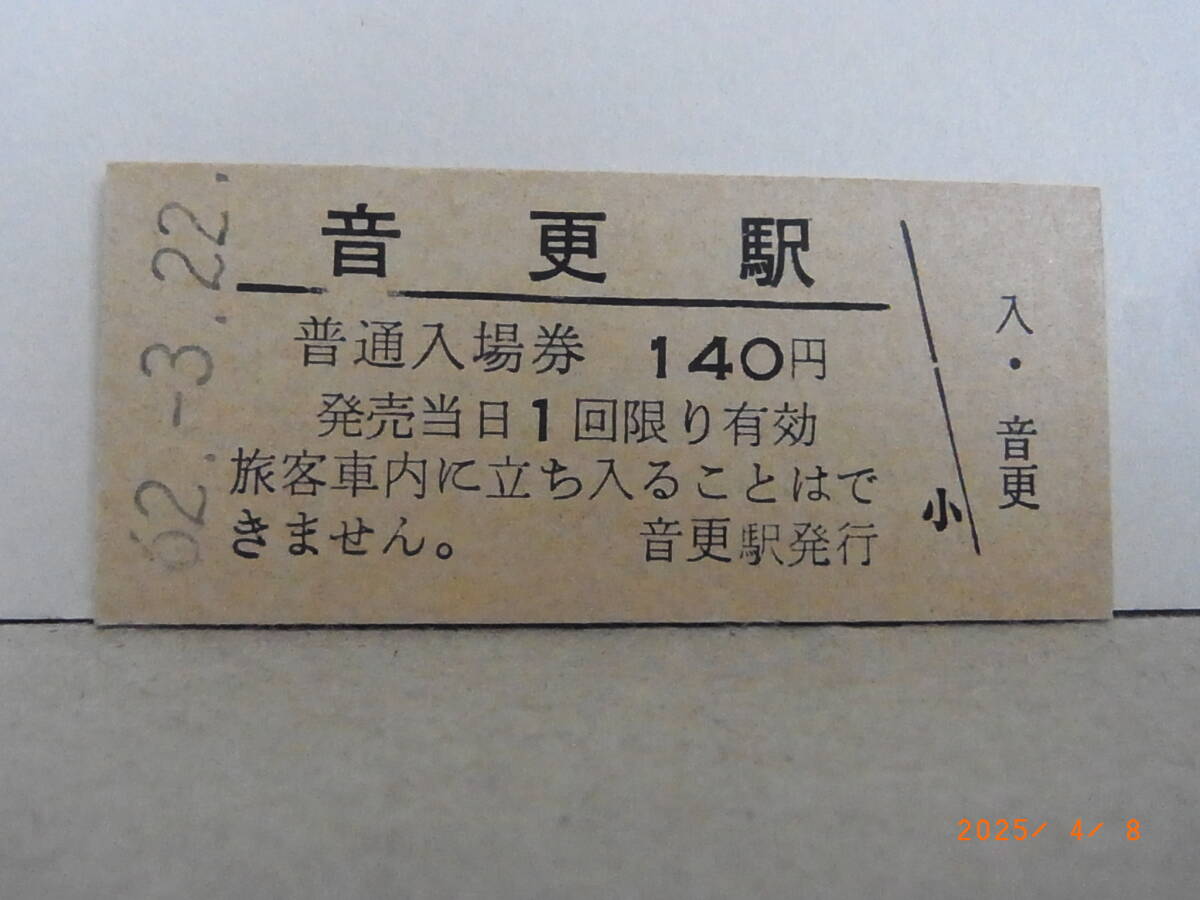 62.-3.22.
音更駅
普通入場券 140円
発売当日1回限り有効
旅客車内に立ち入ることはで
きません。 音更駅発行
小
入・音更
2025/ 4/ 8